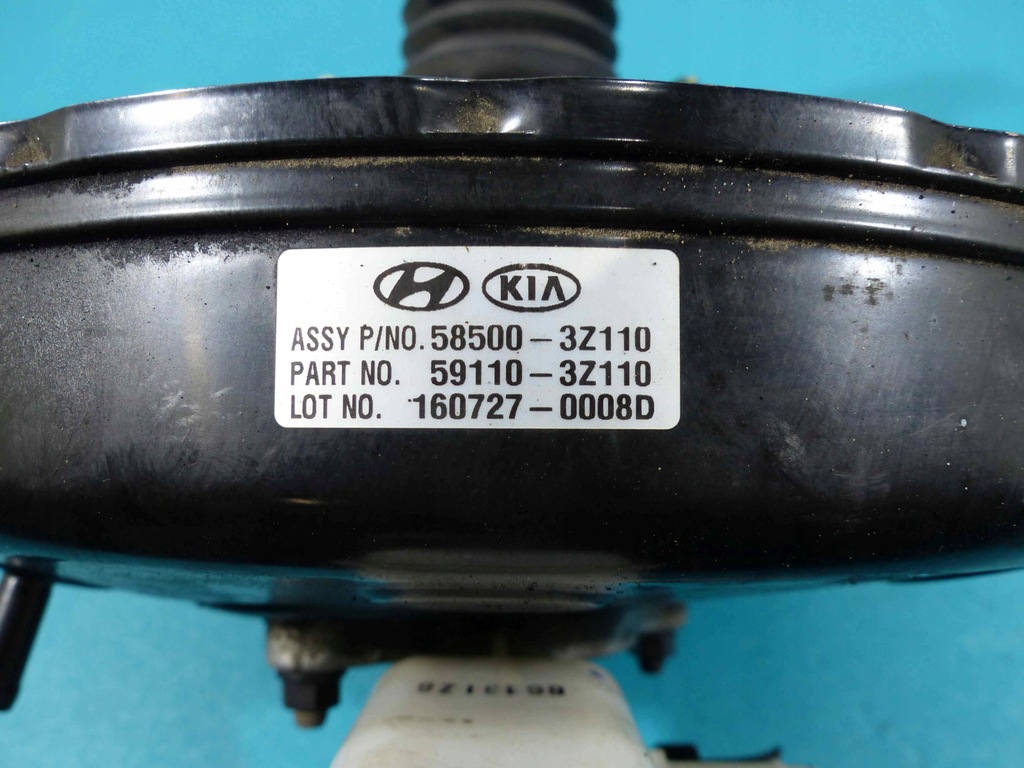 KIA
ASSY P/NO. 58500-3Z110
PART NO. 59110-3Z110
LOT NO. 160727-0008D